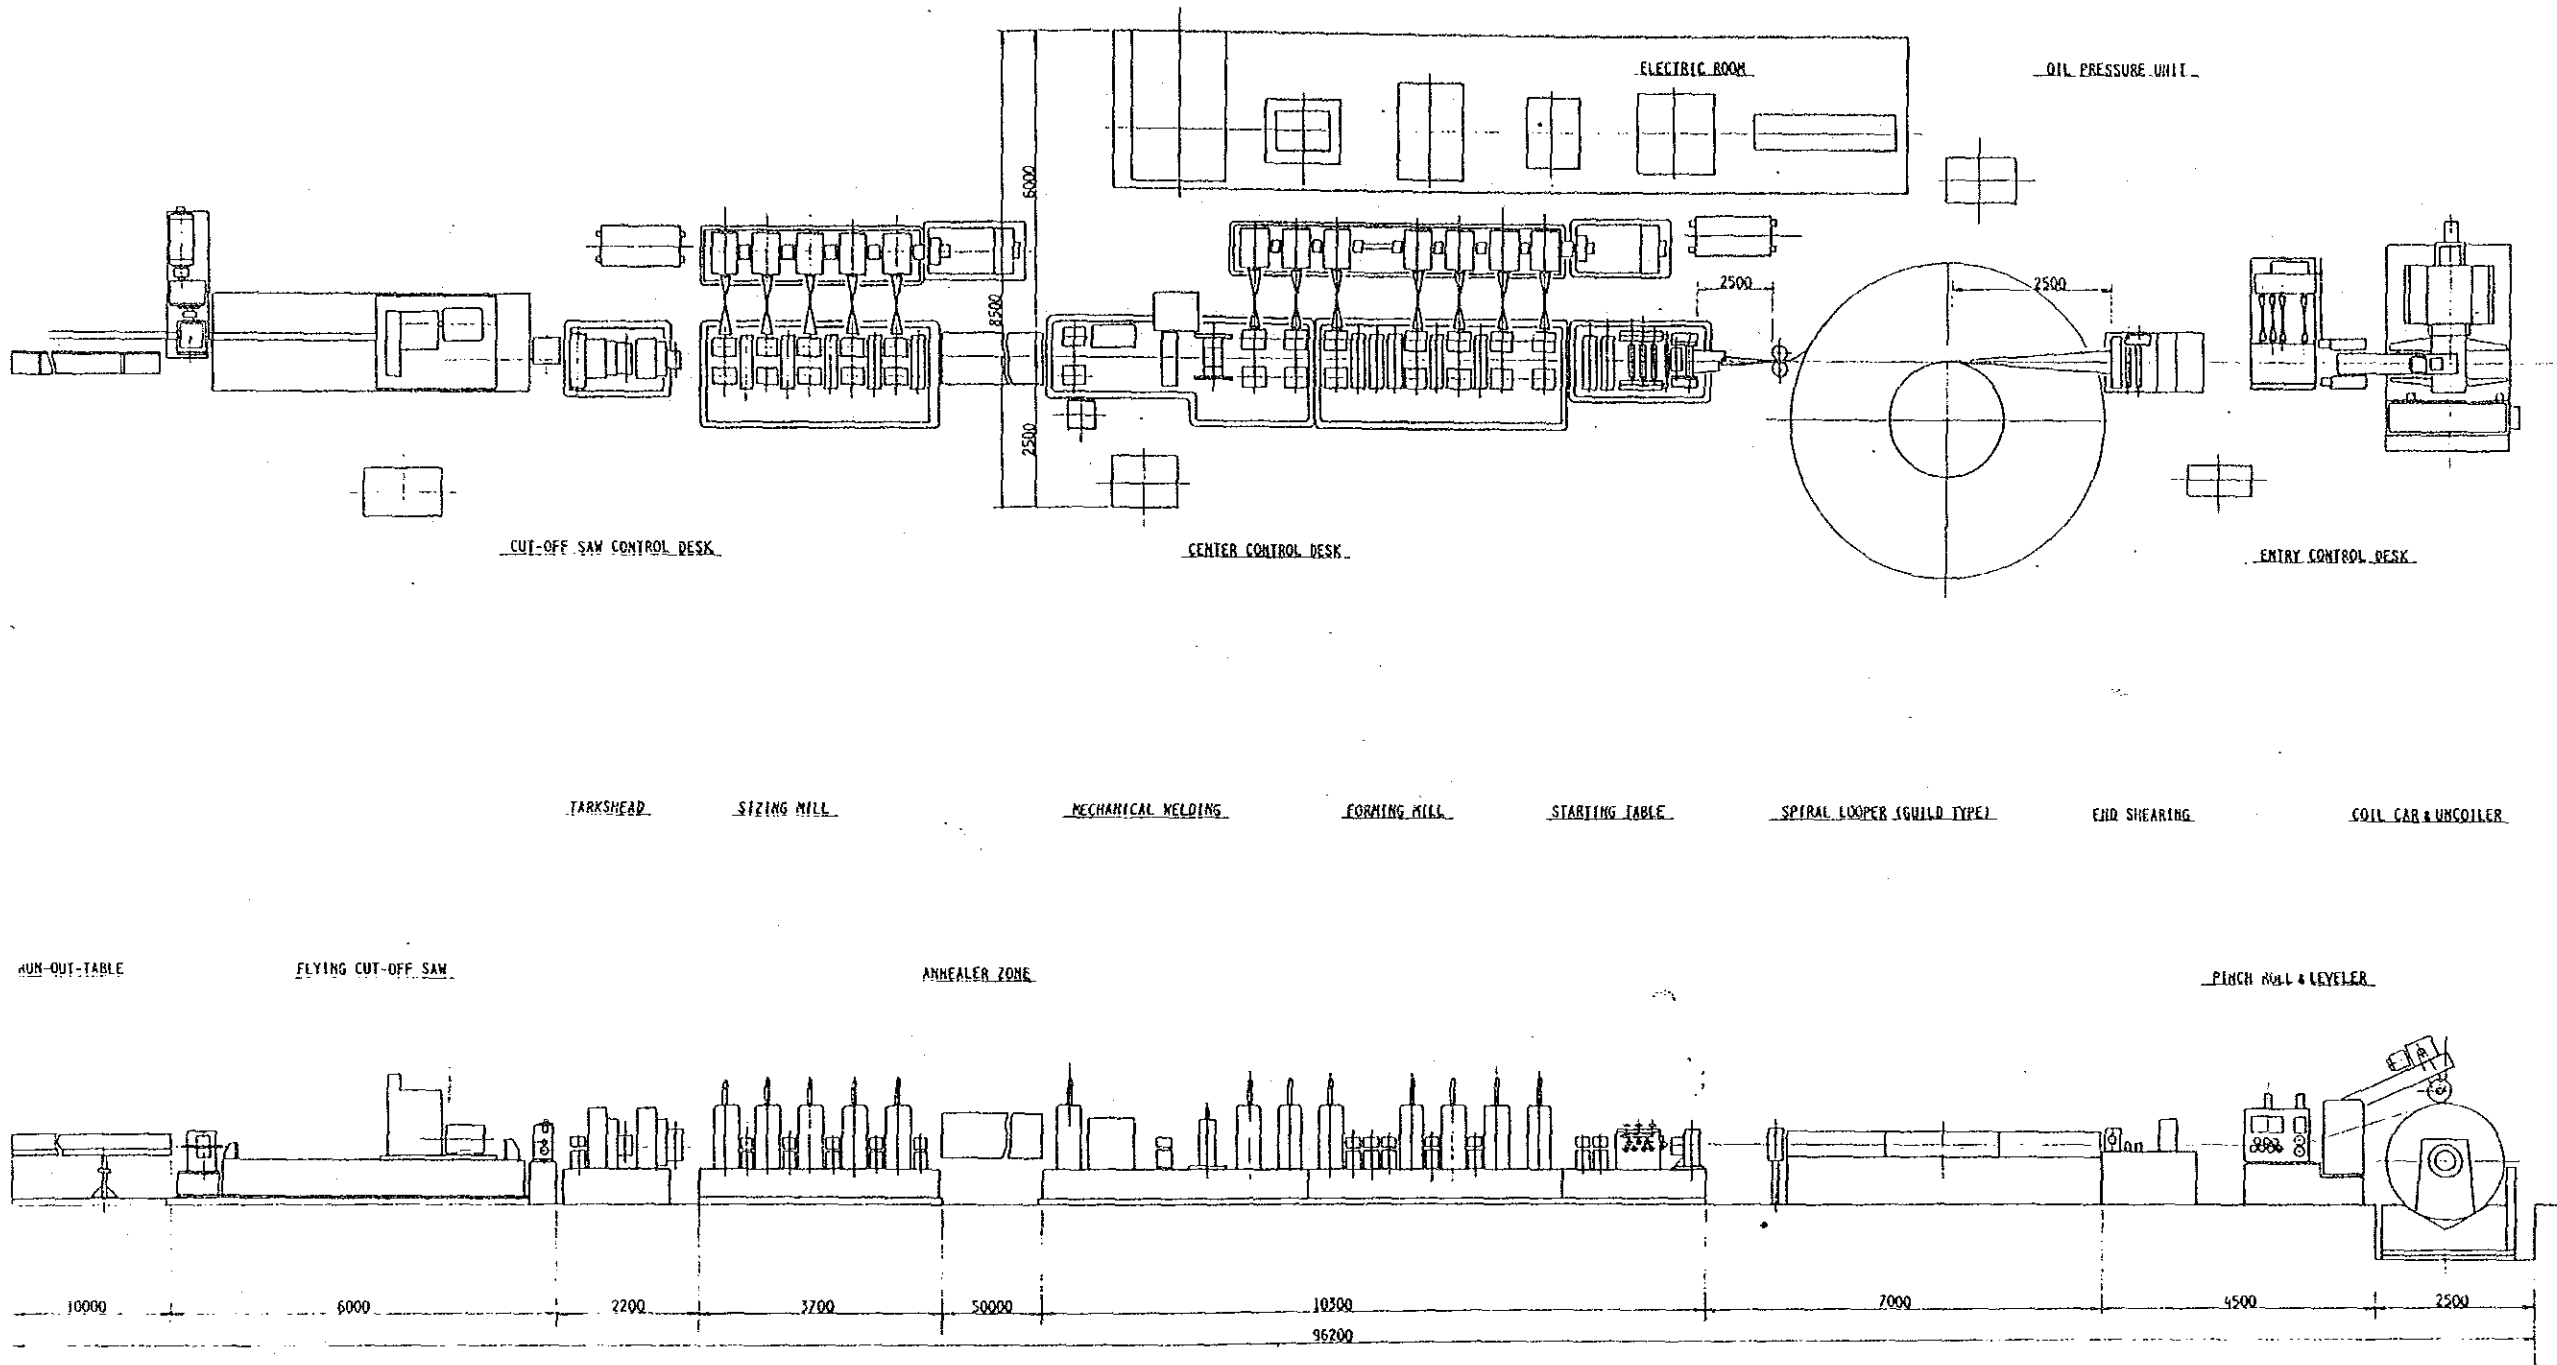 ELECTRIC ROOM
OIL PRESSURE UNIT
6000
8500
2500
2500
2500
CUT-OFF SAW CONTROL DESK
CENTER CONTROL DESK
ENTRY CONTROL DESK
TARKSHEAD
SIZING MILL
MECHANICAL WELDING
FORMING MILL
STARTING TABLE
SPIRAL LOOPER (GUILD TYPE)
END SHEARING
COIL CAR & UNCOILER
RUN-OUT-TABLE
FLYING CUT-OFF SAW
ANNEALER ZONE
PINCH ROLL & LEVELER
10000
6000
2200
3700
50000
10300
7000
4500
2500
96200